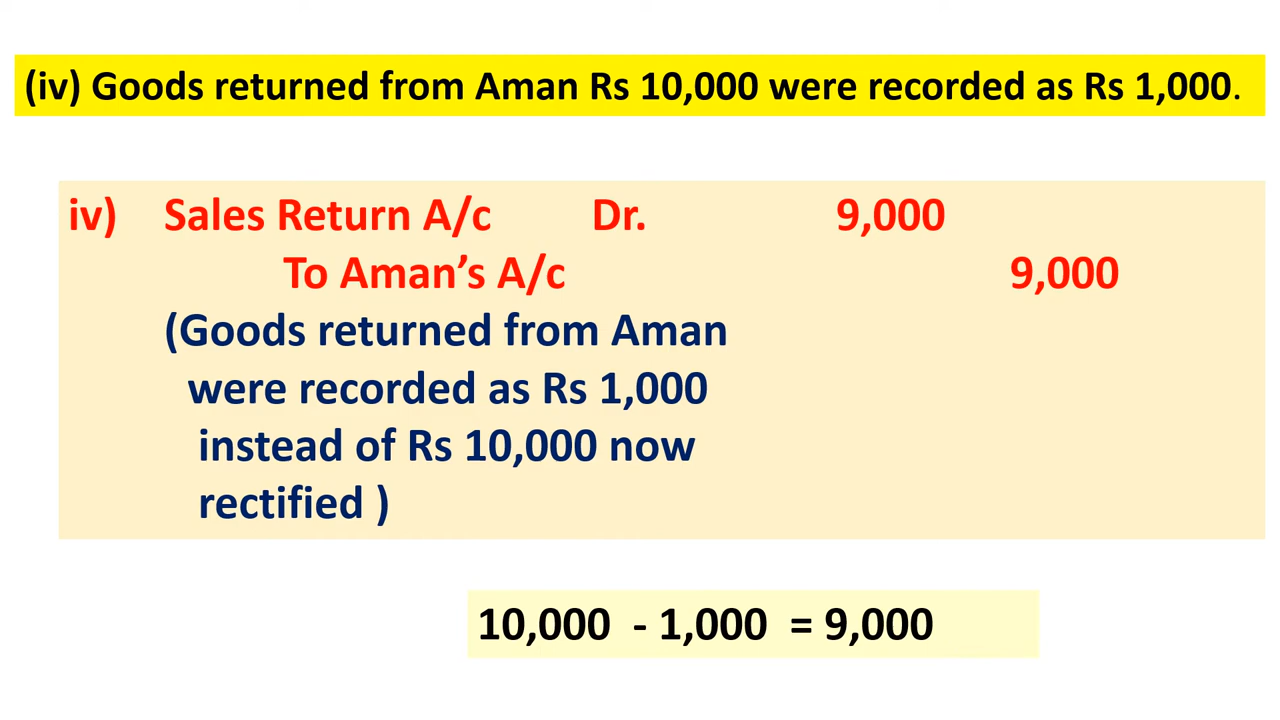 (iv) Goods returned from Aman Rs 10,000 were recorded as Rs 1,000.
iv) Sales Return A/c Dr. 9,000
To Aman’s A/c 9,000
(Goods returned from Aman
were recorded as Rs 1,000
instead of Rs 10,000 now
rectified )
10,000 - 1,000 = 9,000